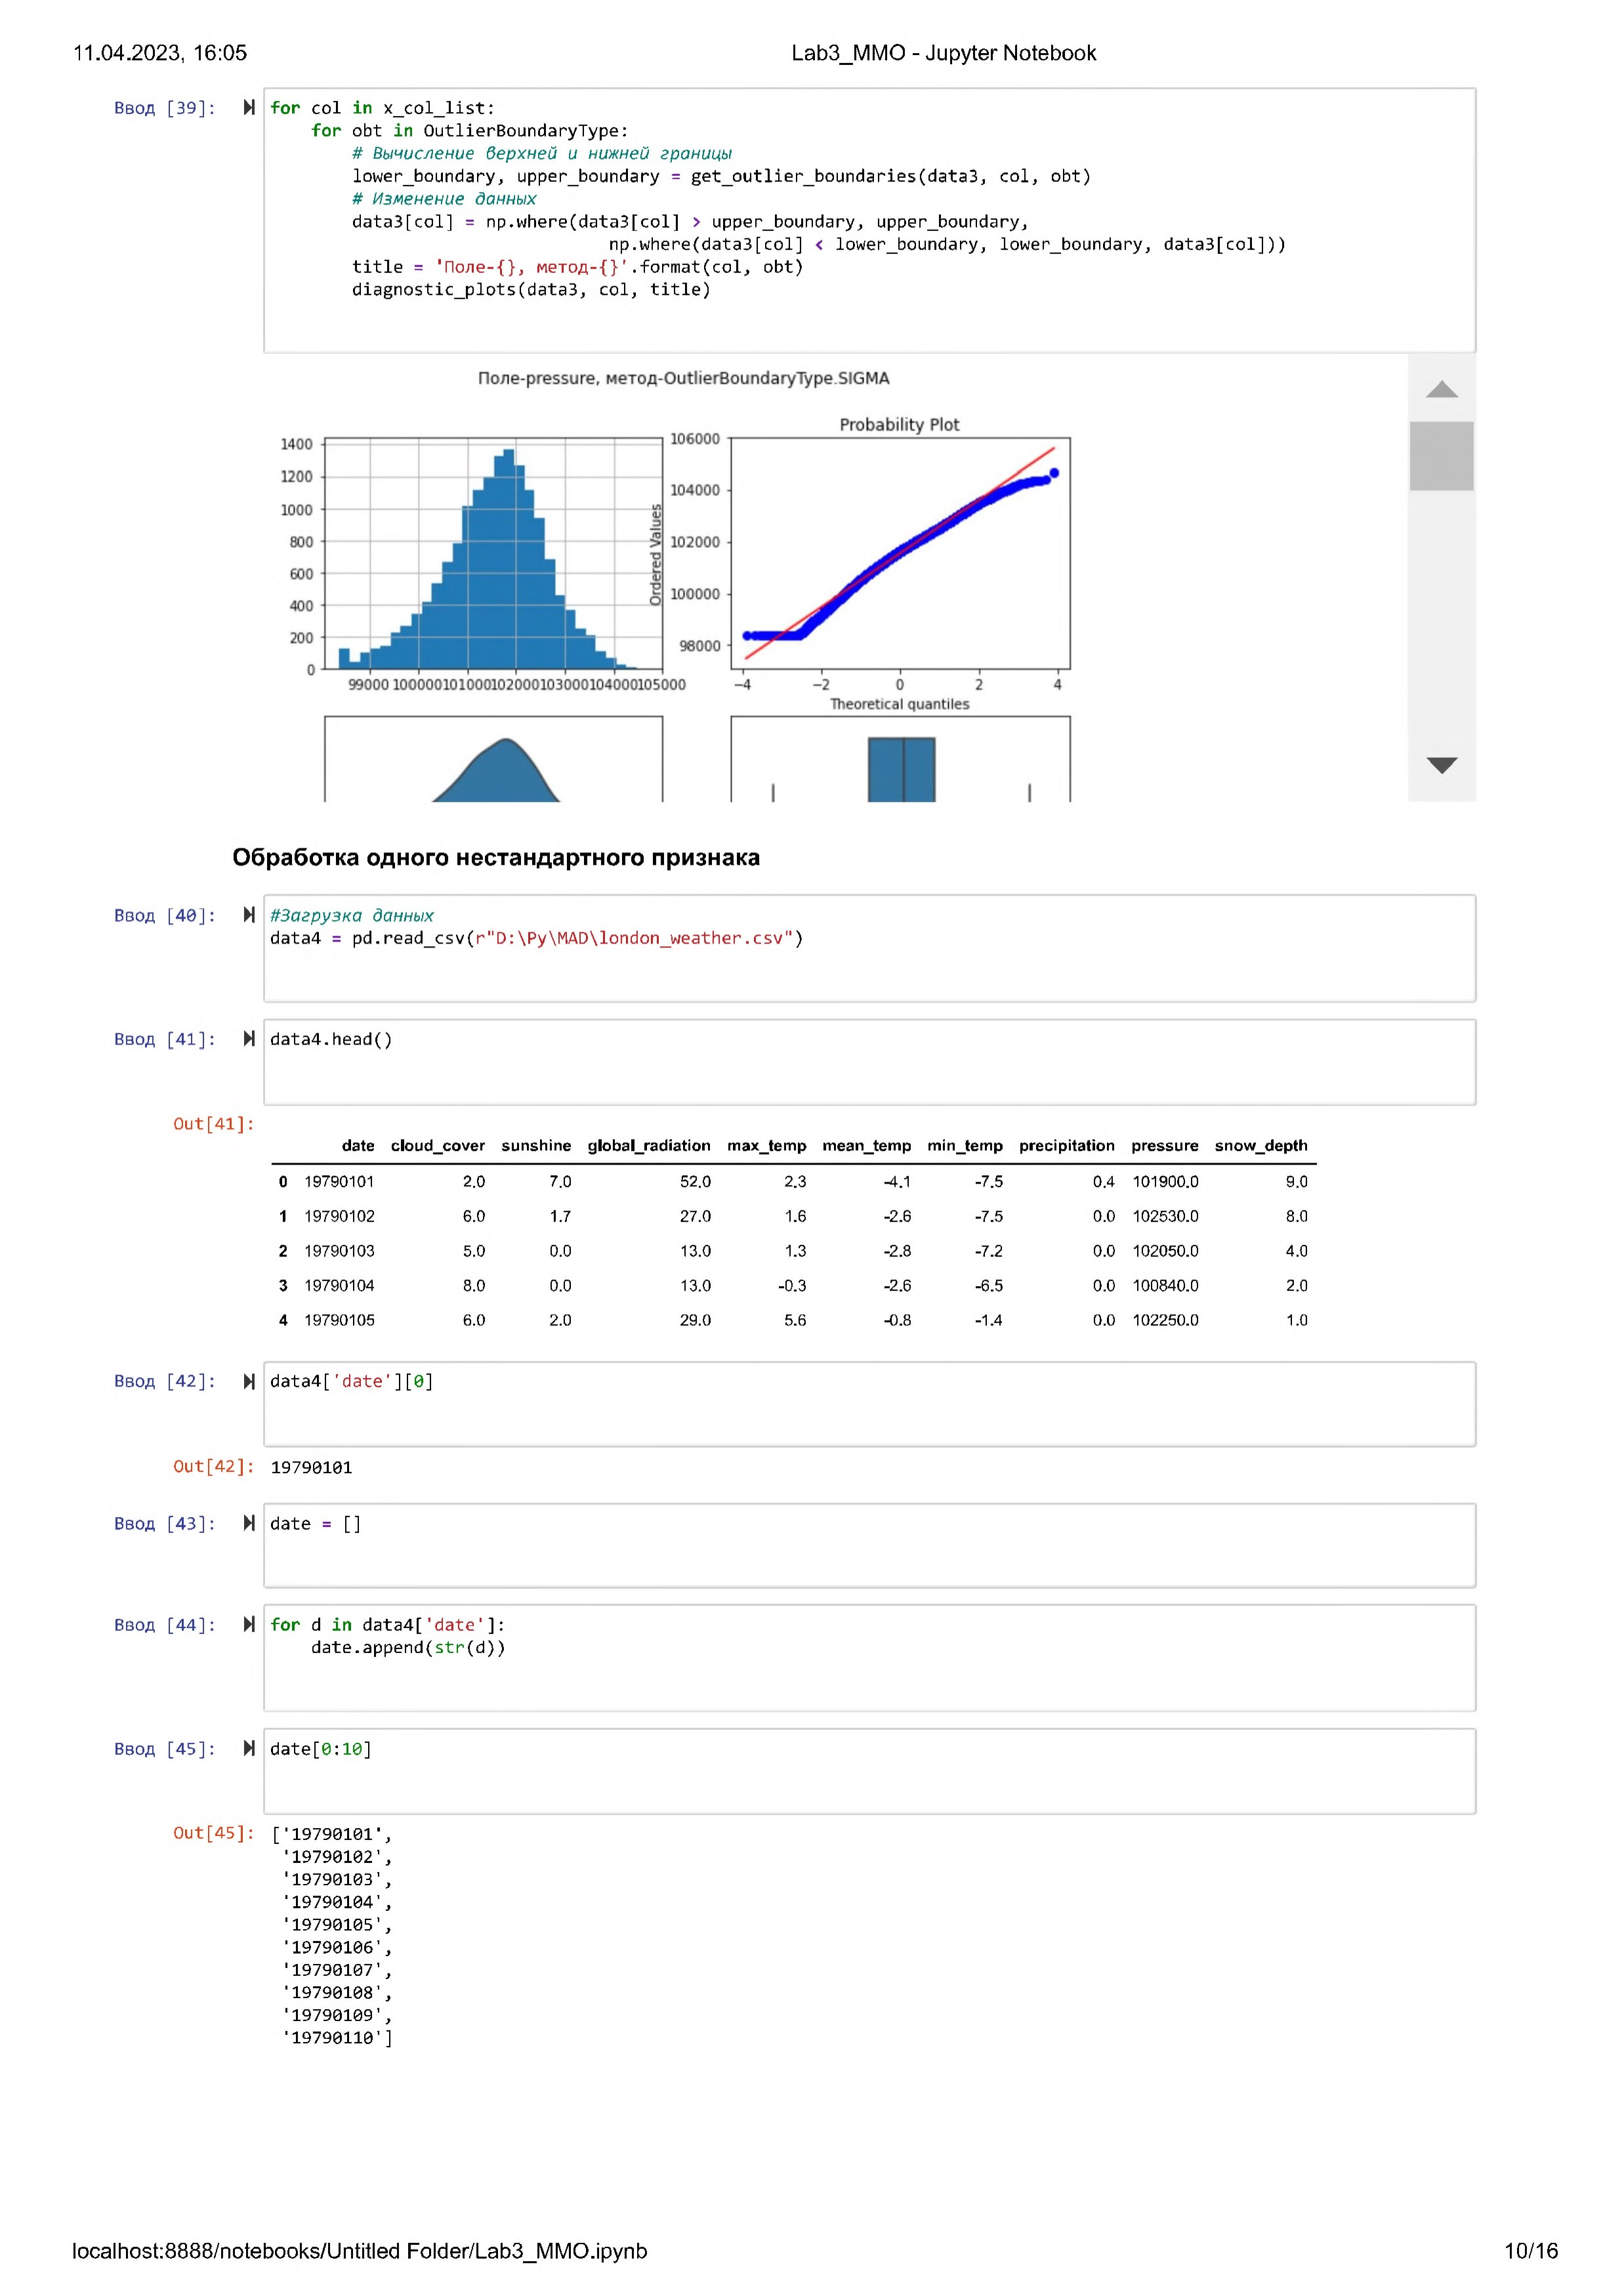 11.04.2023, 16:05 Lab3_MMO - Jupyter Notebook
Ввод [39]: for col in x_col_list:
for obt in OutlierBoundaryType:
# Вычисление верхней и нижней границы
lower_boundary, upper_boundary = get_outlier_boundaries(data3, col, obt)
# Изменение данных
data3[col] = np.where(data3[col] > upper_boundary, upper_boundary,
np.where(data3[col] < lower_boundary, lower_boundary, data3[col]))
title = 'Поле-{}, метод-{}'.format(col, obt)
diagnostic_plots(data3, col, title)
Поле-pressure, метод-OutlierBoundaryType.SIGMA
1400
1200
1000
800
600
400
200
0
99000 100000 101000 102000 103000 104000 105000
Probability Plot
Ordered Values
106000
104000
102000
100000
98000
−4 −2 0 2 4
Theoretical quantiles
Обработка одного нестандартного признака
Ввод [40]: #Загрузка данных
data4 = pd.read_csv(r"D:\Py\MAD\london_weather.csv")
Ввод [41]: data4.head()
Out[41]:
date cloud_cover sunshine global_radiation max_temp mean_temp min_temp precipitation pressure snow_depth
0 19790101 2.0 7.0 52.0 2.3 -4.1 -7.5 0.4 101900.0 9.0
1 19790102 6.0 1.7 27.0 1.6 -2.6 -7.5 0.0 102530.0 8.0
2 19790103 5.0 0.0 13.0 1.3 -2.8 -7.2 0.0 102050.0 4.0
3 19790104 8.0 0.0 13.0 -0.3 -2.6 -6.5 0.0 100840.0 2.0
4 19790105 6.0 2.0 29.0 5.6 -0.8 -1.4 0.0 102250.0 1.0
Ввод [42]: data4['date'][0]
Out[42]: 19790101
Ввод [43]: date = []
Ввод [44]: for d in data4['date']:
date.append(str(d))
Ввод [45]: date[0:10]
Out[45]: ['19790101',
'19790102',
'19790103',
'19790104',
'19790105',
'19790106',
'19790107',
'19790108',
'19790109',
'19790110']
localhost:8888/notebooks/Untitled Folder/Lab3_MMO.ipynb 10/16